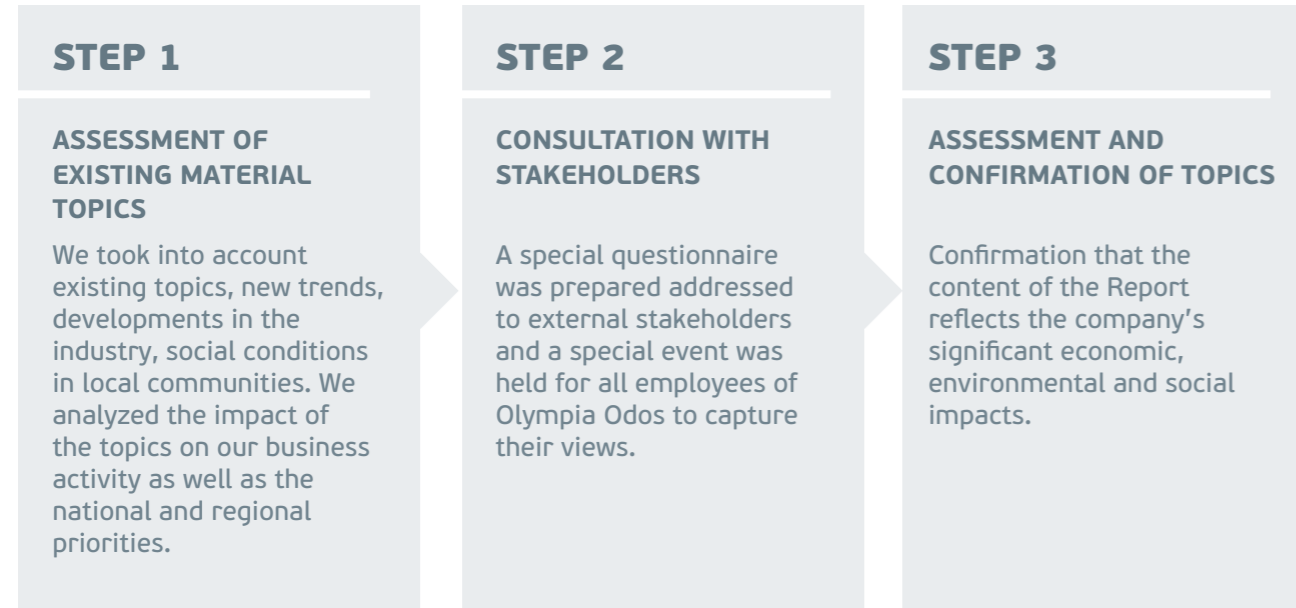 STEP 1
ASSESSMENT OF
EXISTING MATERIAL
TOPICS
We took into account
existing topics, new trends,
developments in the
industry, social conditions
in local communities. We
analyzed the impact of
the topics on our business
activity as well as the
national and regional
priorities.
STEP 2
CONSULTATION WITH
STAKEHOLDERS
A special questionnaire
was prepared addressed
to external stakeholders
and a special event was
held for all employees of
Olympia Odos to capture
their views.
STEP 3
ASSESSMENT AND
CONFIRMATION OF TOPICS
Confirmation that the
content of the Report
reflects the company's
significant economic,
environmental and social
impacts.